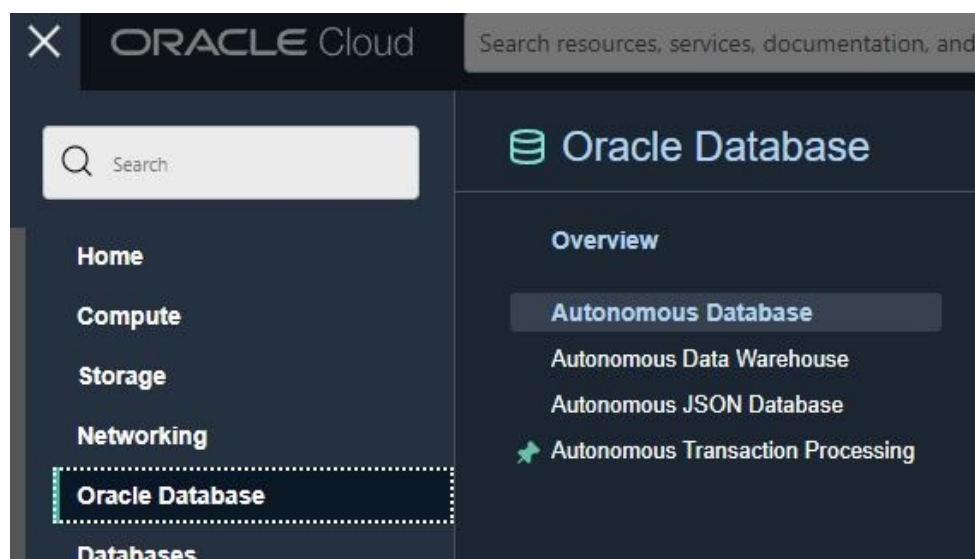 ORACLE Cloud
Search resources, services, documentation, and
Search
Home
Compute
Storage
Networking
Oracle Database
Databases
Oracle Database
Overview
Autonomous Database
Autonomous Data Warehouse
Autonomous JSON Database
Autonomous Transaction Processing